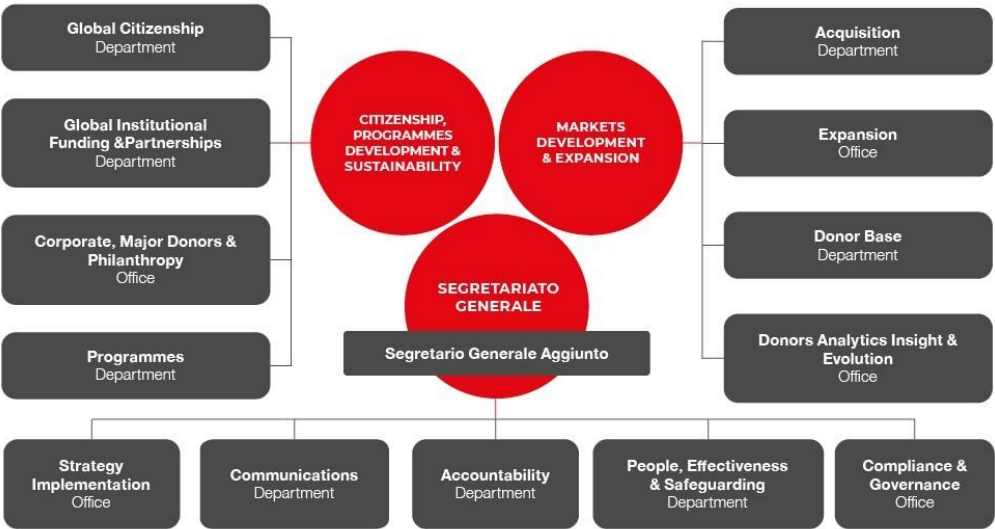 Global Citizenship
Department
Global Institutional
Funding &Partnerships
Department
Corporate, Major Donors &
Philanthropy
Office
Programmes
Department
CITIZENSHIP,
PROGRAMMES
DEVELOPMENT &
SUSTAINABILITY
MARKETS
DEVELOPMENT
& EXPANSION
SEGRETARIATO
GENERALE
Segretario Generale Aggiunto
Acquisition
Department
Expansion
Office
Donor Base
Department
Donors Analytics Insight &
Evolution
Office
Strategy
Implementation
Office
Communications
Department
Accountability
Department
People, Effectiveness
& Safeguarding
Department
Compliance &
Governance
Office